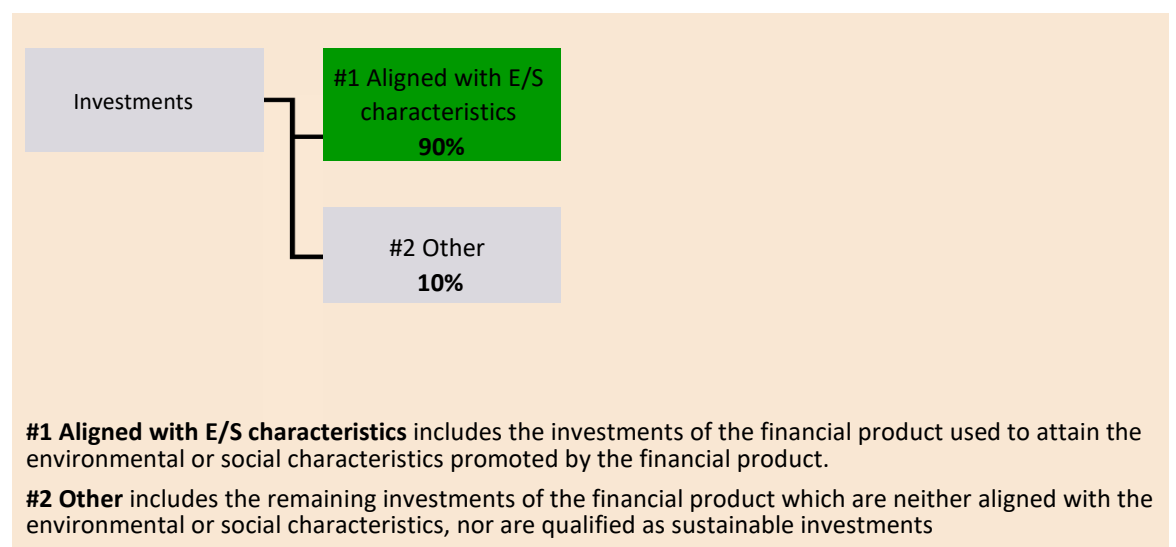 Investments
#1 Aligned with E/S
characteristics
90%
#2 Other
10%
#1 Aligned with E/S characteristics includes the investments of the financial product used to attain the
environmental or social characteristics promoted by the financial product.
#2 Other includes the remaining investments of the financial product which are neither aligned with the
environmental or social characteristics, nor are qualified as sustainable investments